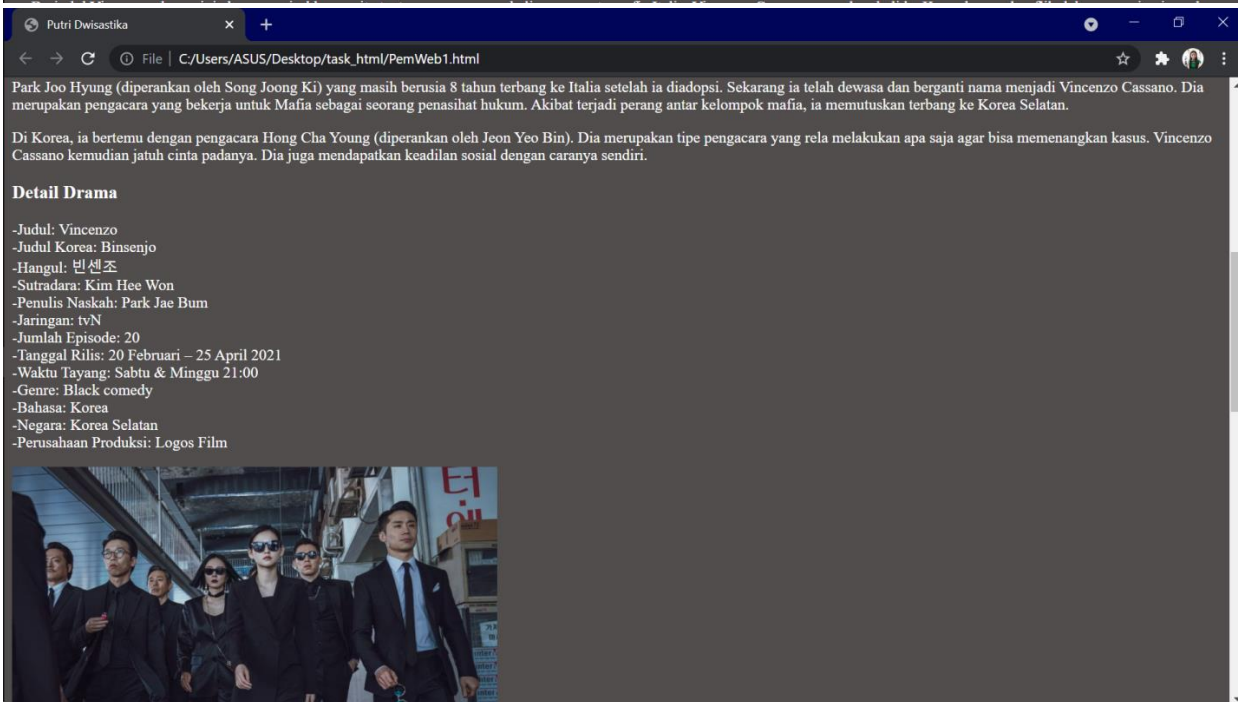 Putri Dwisastika
File | C:/Users/ASUS/Desktop/task_html/PemWeb1.html
Park Joo Hyung (diperankan oleh Song Joong Ki) yang masih berusia 8 tahun terbang ke Italia setelah ia diadopsi. Sekarang ia telah dewasa dan berganti nama menjadi Vincenzo Cassano. Dia
merupakan pengacara yang bekerja untuk Mafia sebagai seorang penasihat hukum. Akibat terjadi perang antar kelompok mafia, ia memutuskan terbang ke Korea Selatan.
Di Korea, ia bertemu dengan pengacara Hong Cha Young (diperankan oleh Jeon Yeo Bin). Dia merupakan tipe pengacara yang rela melakukan apa saja agar bisa memenangkan kasus. Vincenzo
Cassano kemudian jatuh cinta padanya. Dia juga mendapatkan keadilan sosial dengan caranya sendiri.
Detail Drama
-Judul: Vincenzo
-Judul Korea: Binsenjo
-Hangul: 빈센조
-Sutradara: Kim Hee Won
-Penulis Naskah: Park Jae Bum
-Jaringan: tvN
-Jumlah Episode: 20
-Tanggal Rilis: 20 Februari – 25 April 2021
-Waktu Tayang: Sabtu & Minggu 21:00
-Genre: Black comedy
-Bahasa: Korea
-Negara: Korea Selatan
-Perusahaan Produksi: Logos Film
터